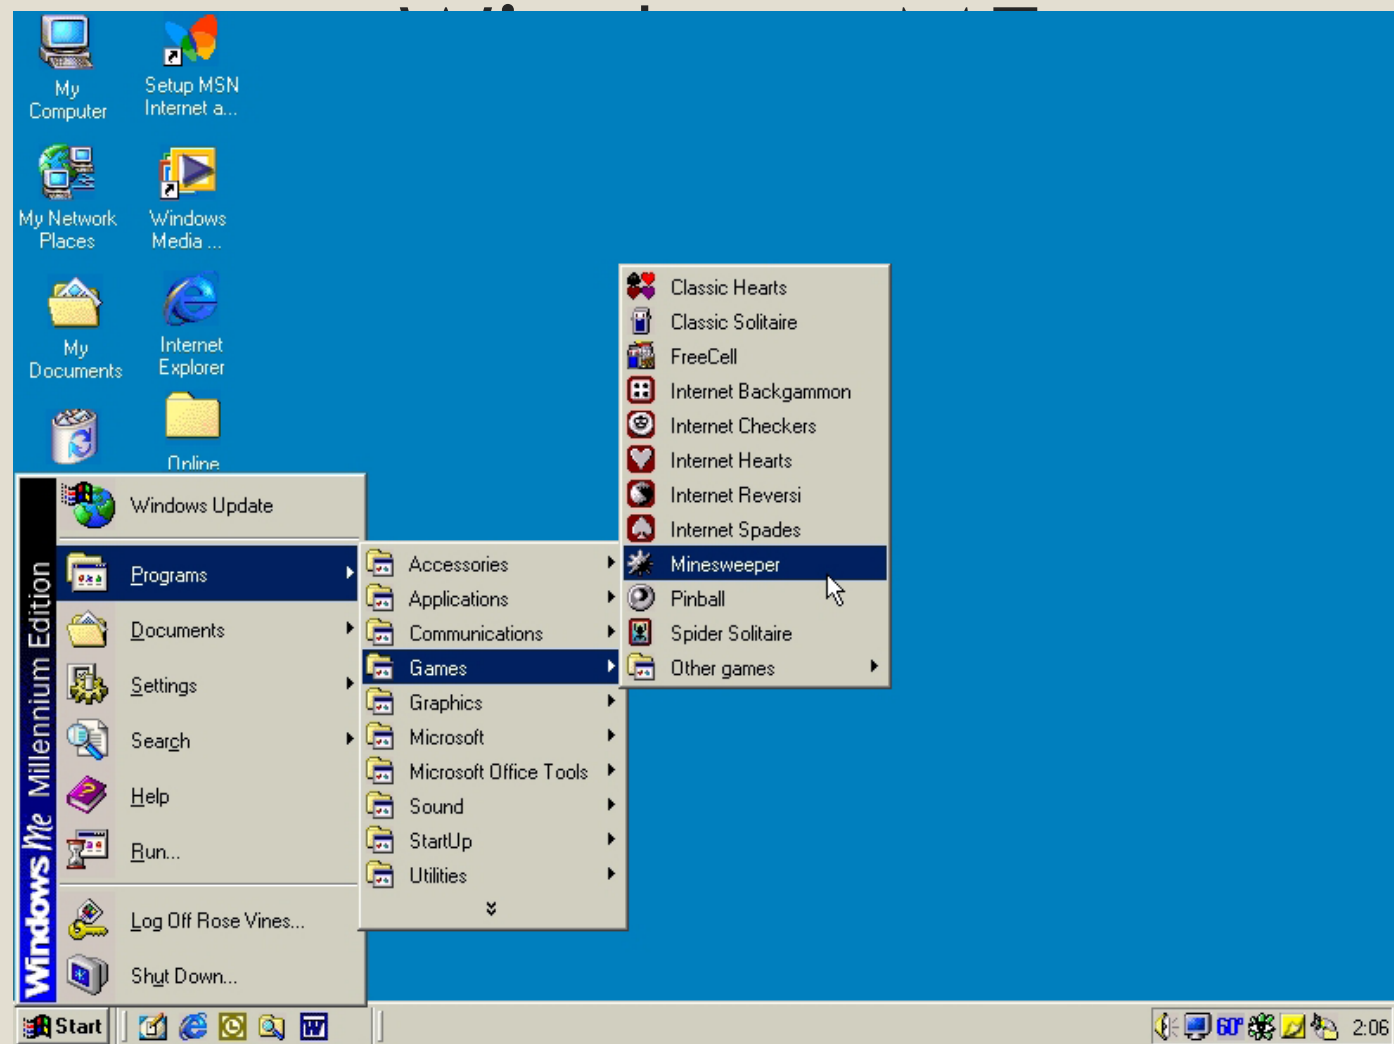 My
Computer
Setup MSN
Internet a...
My Network
Places
Windows
Media ...
My
Documents
Internet
Explorer
Online
Windows Update
Programs
Documents
Settings
Search
Help
Run...
Log Off Rose Vines...
Shut Down...
Windows Me Millennium Edition
Accessories
Applications
Communications
Games
Graphics
Microsoft
Microsoft Office Tools
Sound
StartUp
Utilities
Classic Hearts
Classic Solitaire
FreeCell
Internet Backgammon
Internet Checkers
Internet Hearts
Internet Reversi
Internet Spades
Minesweeper
Pinball
Spider Solitaire
Other games
Start
60°
2:06